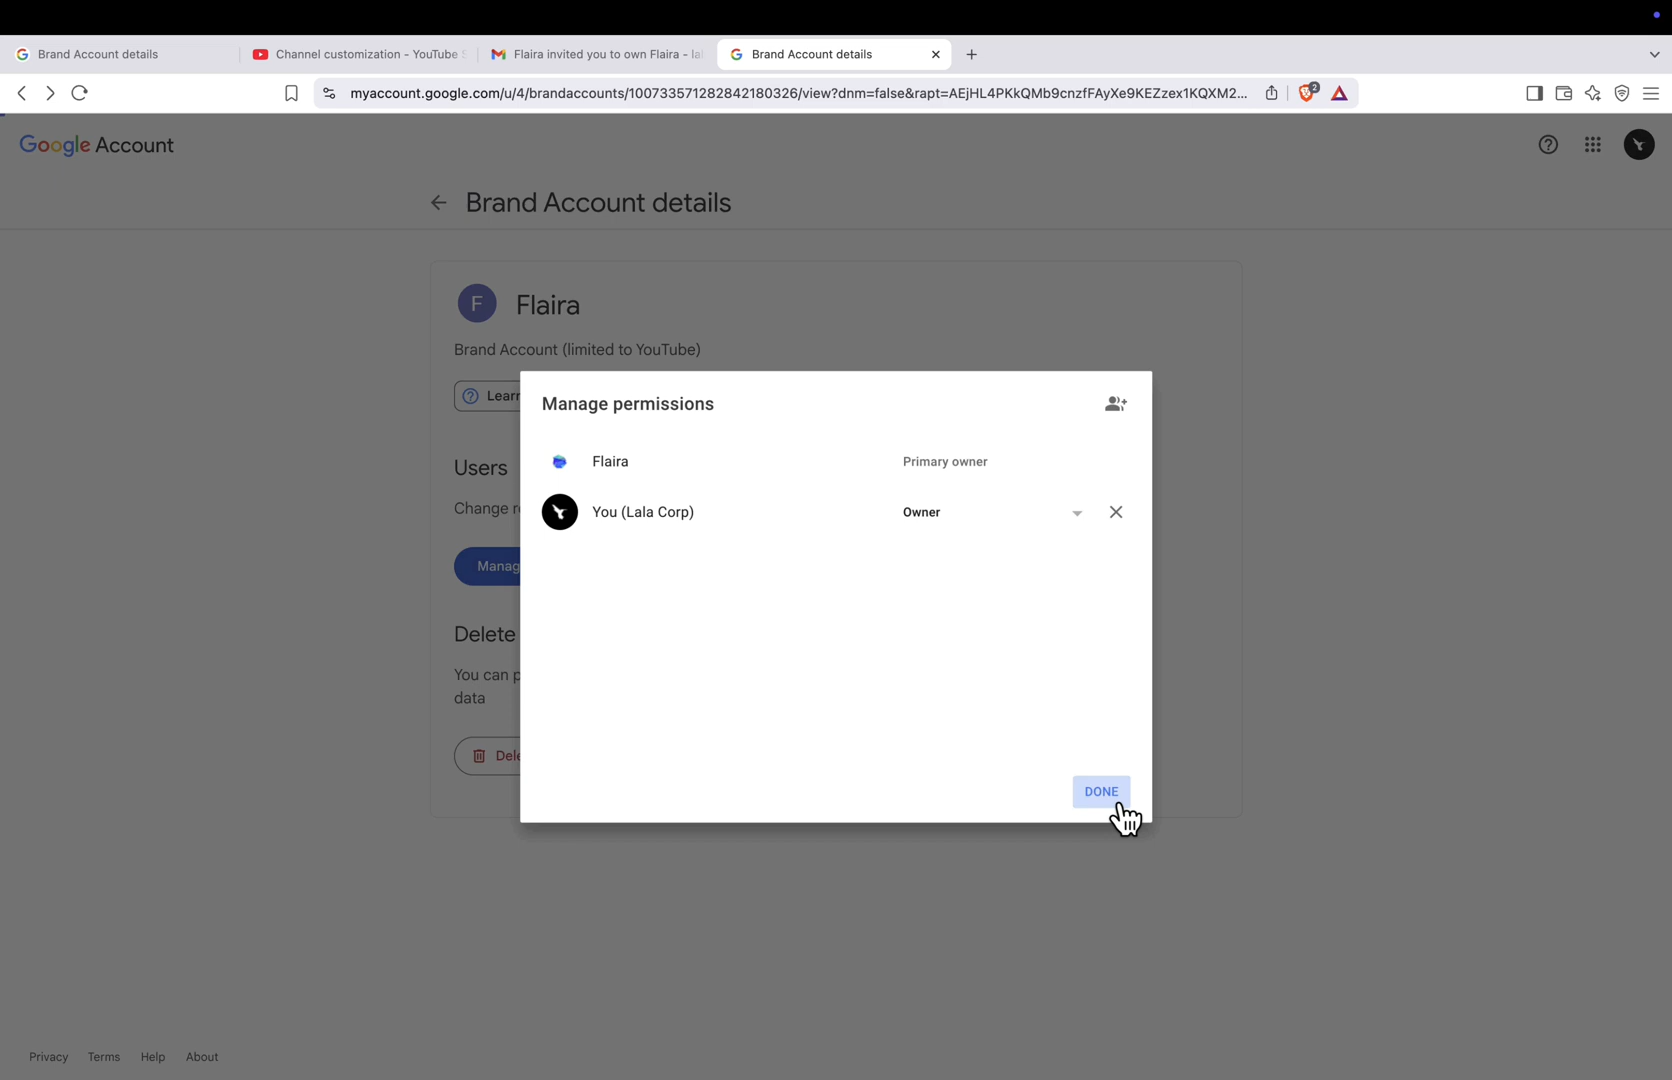 Brand Account details
Channel customization - YouTube S
Flaira invited you to own Flaira - la
Brand Account details
myaccount.google.com/u/4/brandaccounts/100733571282842180326/view?dnm=false&rapt=AEjHL4PKkQMb9cnzfFAyXe9KEZzex1KQXM2...
2
Google Account
Brand Account details
F
Flaira
Brand Account (limited to YouTube)
Learn
Users
Change r
Manag
Delete
You can p
data
Dele
Manage permissions
Flaira
Primary owner
You (Lala Corp)
Owner
DONE
Privacy
Terms
Help
About